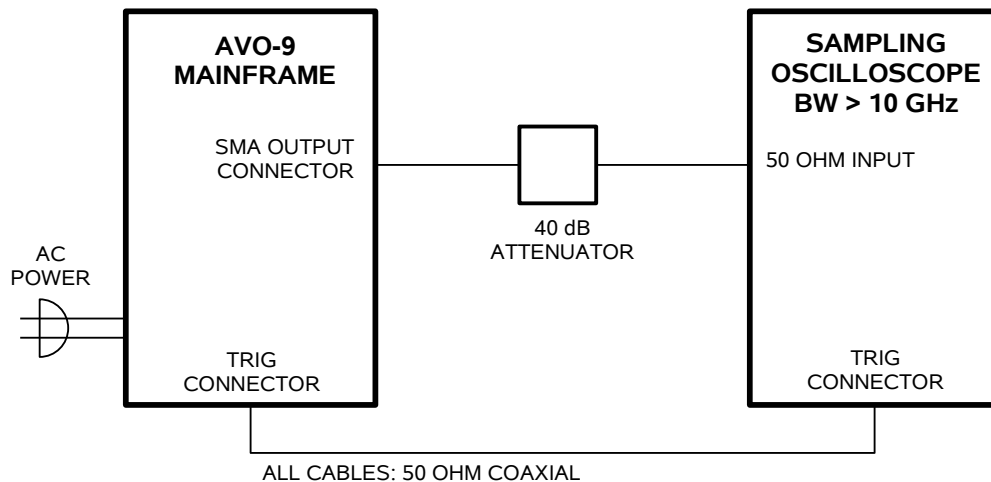 AVO-9
MAINFRAME
SMA OUTPUT
CONNECTOR
AC
POWER
TRIG
CONNECTOR
40 dB
ATTENUATOR
SAMPLING
OSCILLOSCOPE
BW > 10 GHz
50 OHM INPUT
TRIG
CONNECTOR
ALL CABLES: 50 OHM COAXIAL